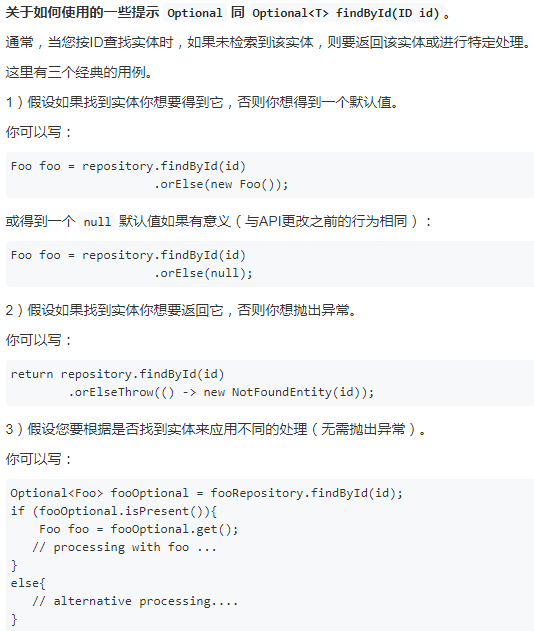 关于如何使用的一些提示 Optional 同 Optional<T> findById(ID id)。
通常，当您按ID查找实体时，如果未检索到该实体，则要返回该实体或进行特定处理。
这里有三个经典的用例。
1）假设如果找到实体你想要得到它，否则你想得到一个默认值。
你可以写：
Foo foo = repository.findById(id)
                    .orElse(new Foo());
或得到一个 null 默认值如果有意义（与API更改之前的行为相同）：
Foo foo = repository.findById(id)
                    .orElse(null);
2）假设如果找到实体你想要返回它，否则你想抛出异常。
你可以写：
return repository.findById(id)
        .orElseThrow(() -> new NotFoundEntity(id));
3）假设您要根据是否找到实体来应用不同的处理（无需抛出异常）。
你可以写：
Optional<Foo> fooOptional = fooRepository.findById(id);
if (fooOptional.isPresent()){
    Foo foo = fooOptional.get();
   // processing with foo ...
}
else{
   // alternative processing....
}